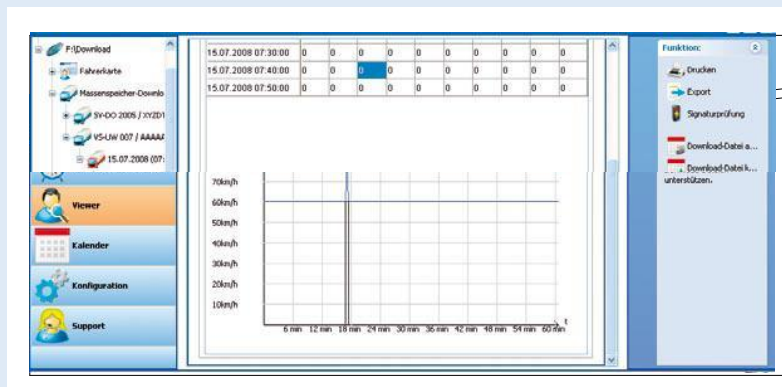 F:\Download
Fahrerkarte
Massenspeicher-Downlo
SV-DO 2005 / XYZD1
VS-UW 007 / AAAAA
15.07.2008 (07:
Viewer
Kalender
Konfiguration
Support
15.07.2008 07:30:00 0 0 0 0 0 0 0 0 0 0
15.07.2008 07:40:00 0 0 0 0 0 0 0 0 0 0
15.07.2008 07:50:00 0 0 0 0 0 0 0 0 0 0
70km/h
60km/h
50km/h
40km/h
30km/h
20km/h
10km/h
6 min 12 min 18 min 24 min 30 min 36 min 42 min 48 min 54 min 60 min
t
Funktion:
Drucken
Export
Signaturprüfung
Download-Datei a...
Download-Datei k...
unterstützen.